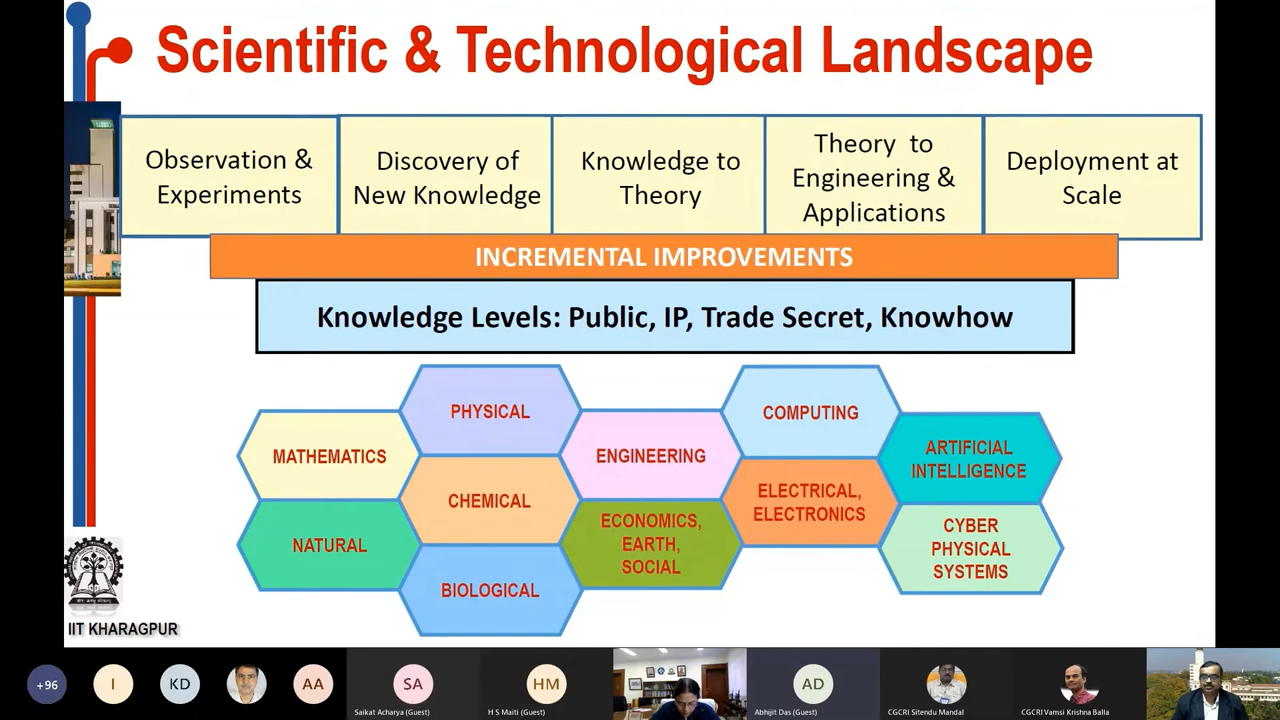 Scientific & Technological Landscape
Observation &
Experiments
Discovery of
New Knowledge
Knowledge to
Theory
Theory to
Engineering &
Applications
Deployment at
Scale
INCREMENTAL IMPROVEMENTS
Knowledge Levels: Public, IP, Trade Secret, Knowhow
MATHEMATICS
NATURAL
PHYSICAL
CHEMICAL
BIOLOGICAL
ENGINEERING
ECONOMICS,
EARTH,
SOCIAL
COMPUTING
ELECTRICAL,
ELECTRONICS
ARTIFICIAL
INTELLIGENCE
CYBER
PHYSICAL
SYSTEMS
IIT KHARAGPUR
+96
I
KD
AA
SA
Saikat Acharya (Guest)
HM
H S Maiti (Guest)
AD
Abhijit Das (Guest)
CGCRI Sitendu Mandal
CGCRI Vamsi Krishna Balla